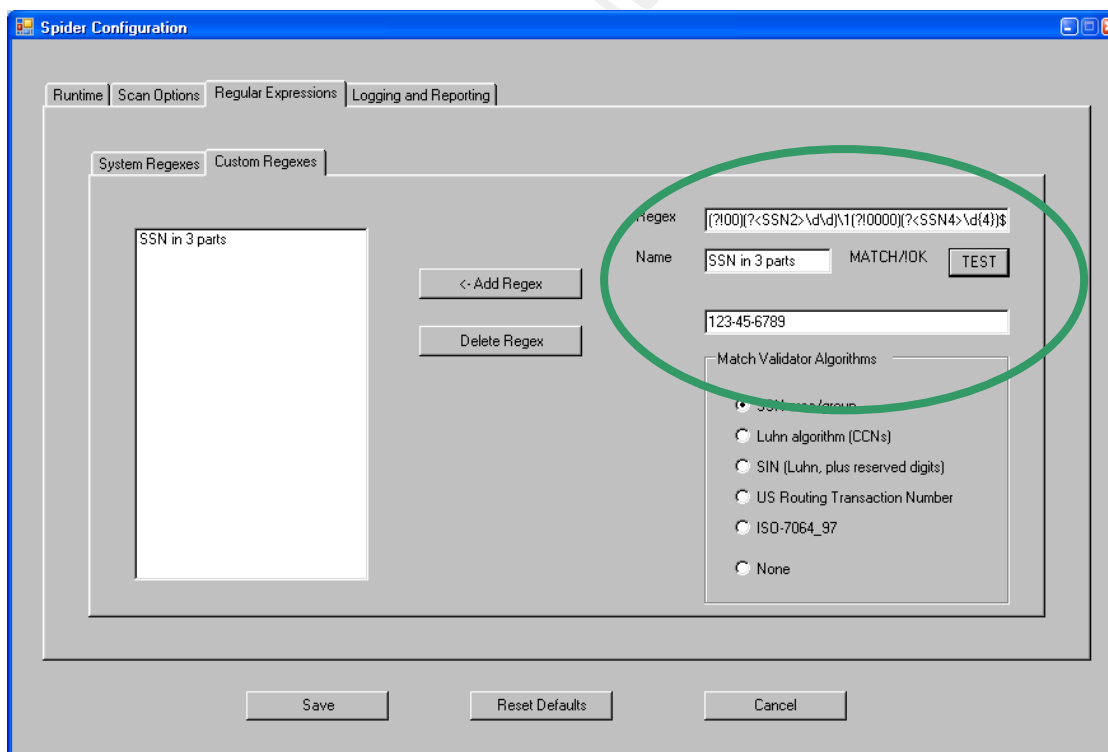 Spider Configuration
Runtime Scan Options Regular Expressions Logging and Reporting
System Regexes Custom Regexes
SSN in 3 parts
<- Add Regex
Delete Regex
Regex (?!00)(?<SSN2>\d\d)\1(?!0000)(?<SSN4>\d{4})$
Name SSN in 3 parts MATCH/!OK TEST
123-45-6789
Match Validator Algorithms
SSN area/group
Luhn algorithm (CCNs)
SIN (Luhn, plus reserved digits)
US Routing Transaction Number
ISO-7064_97
None
Save Reset Defaults Cancel